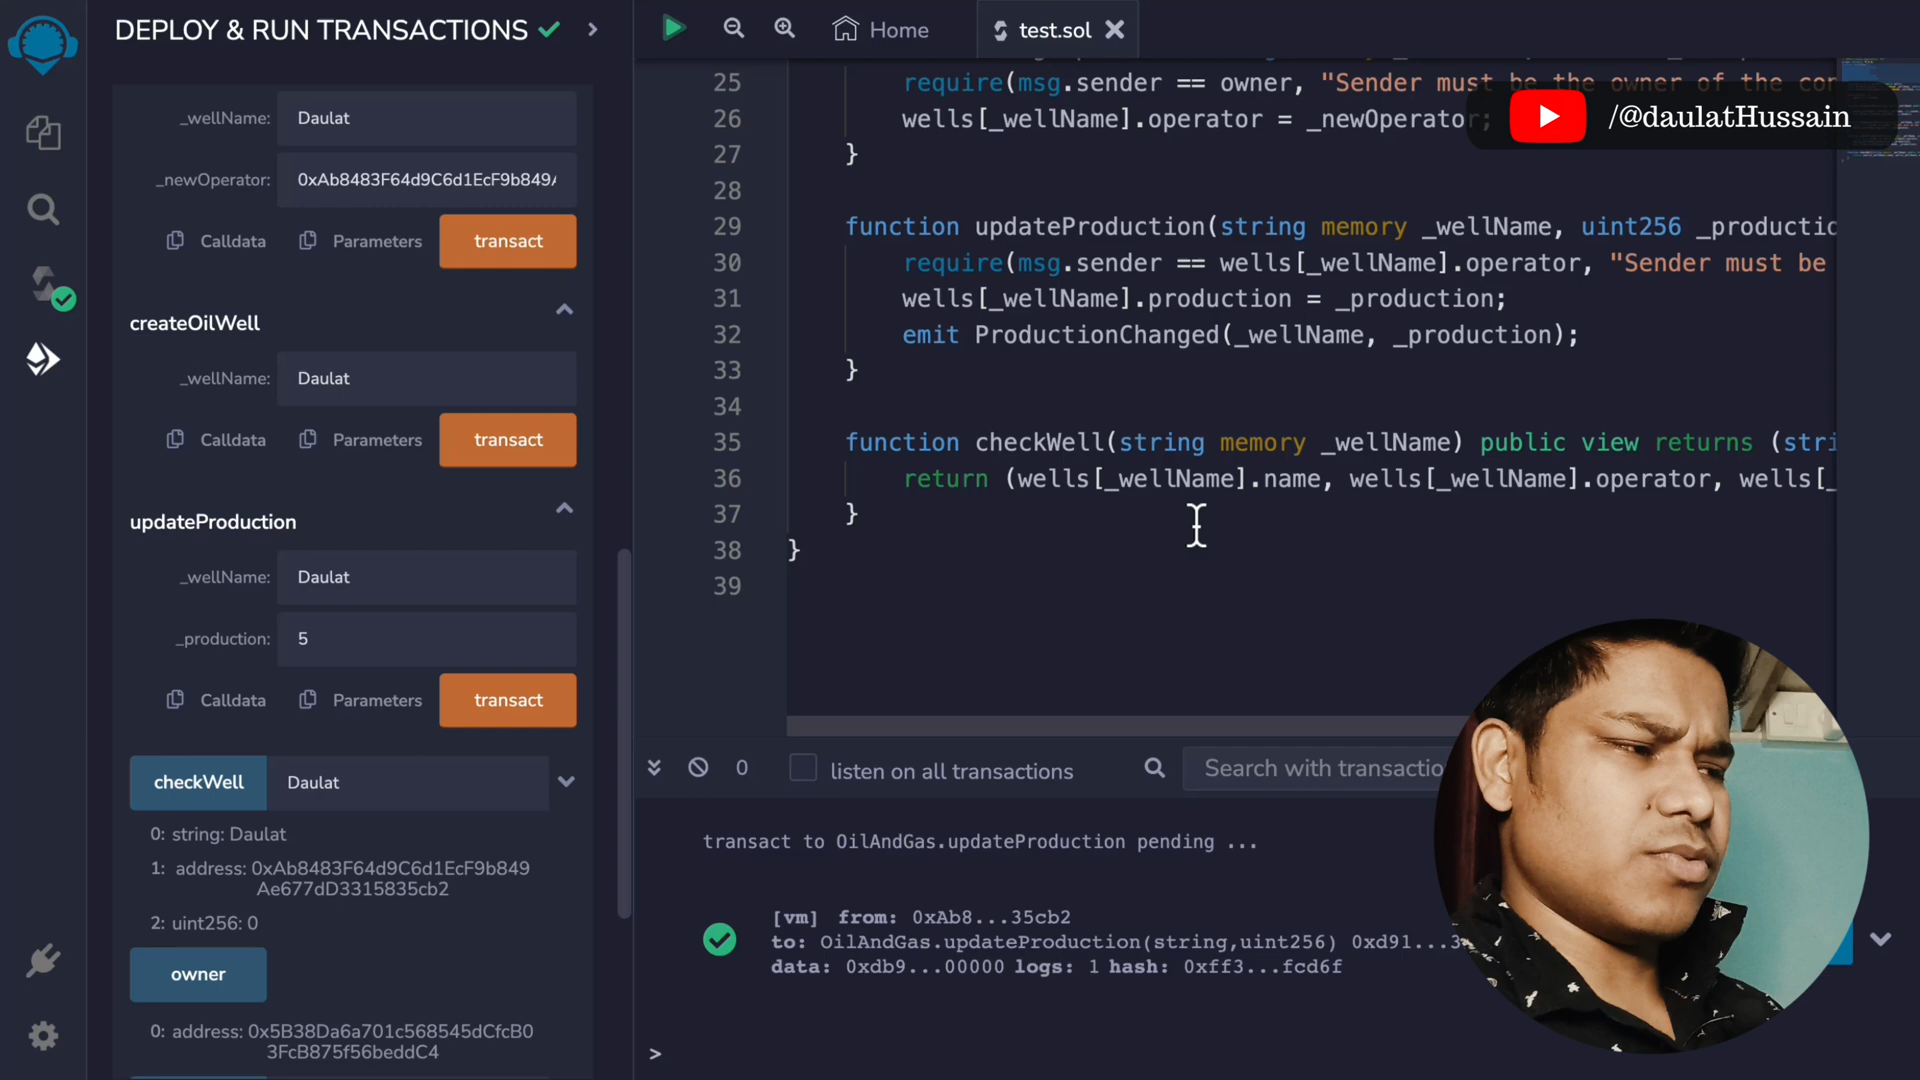 DEPLOY & RUN TRANSACTIONS
_wellName: Daulat
_newOperator: 0xAb8483F64d9C6d1EcF9b849A
Calldata Parameters transact
createOilWell
_wellName: Daulat
Calldata Parameters transact
updateProduction
_wellName: Daulat
_production: 5
Calldata Parameters transact
checkWell Daulat
0: string: Daulat
1: address: 0xAb8483F64d9C6d1EcF9b849
Ae677dD3315835cb2
2: uint256: 0
owner
0: address: 0x5B38Da6a701c568545dCfcB0
3FcB875f56beddC4
Home test.sol
25 require(msg.sender == owner, "Sender must be the owner of the con
26 wells[_wellName].operator = _newOperator;
27 }
28
29 function updateProduction(string memory _wellName, uint256 _productio
30 require(msg.sender == wells[_wellName].operator, "Sender must be
31 wells[_wellName].production = _production;
32 emit ProductionChanged(_wellName, _production);
33 }
34
35 function checkWell(string memory _wellName) public view returns (stri
36 return (wells[_wellName].name, wells[_wellName].operator, wells[_
37 }
38 }
39
/@daulatHussain
0 listen on all transactions Search with transactio
transact to OilAndGas.updateProduction pending ...
[vm] from: 0xAb8...35cb2
to: OilAndGas.updateProduction(string,uint256) 0xd91...3
data: 0xdb9...00000 logs: 1 hash: 0xff3...fcd6f
>